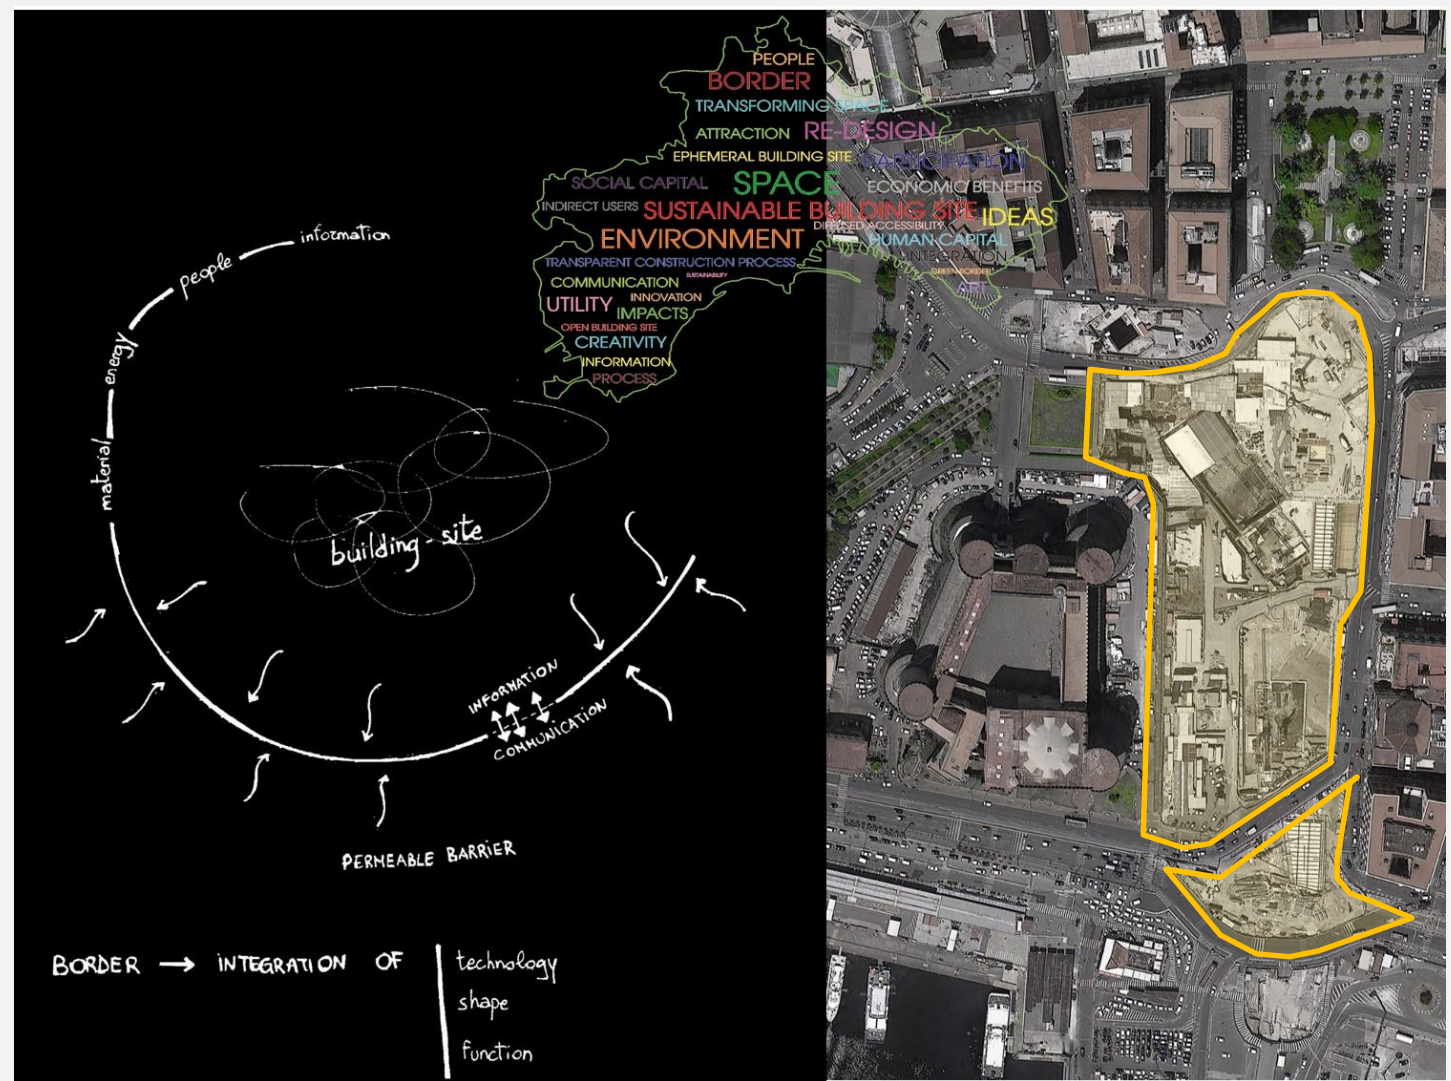 PEOPLE
BORDER
TRANSFORMING SPACE
ATTRACTION RE-DESIGN
EPHEMERAL BUILDING SITE PARTICIPATION
SOCIAL CAPITAL SPACE ECONOMIC BENEFITS
INDIRECT USERS SUSTAINABLE BUILDING SITE IDEAS
DIFFUSED ACCESSIBILITY
ENVIRONMENT HUMAN CAPITAL
INTEGRATION
TRANSPARENT CONSTRUCTION PROCESS
GREEN BORDER
SUSTAINABILITY
COMMUNICATION ART
UTILITY INNOVATION
IMPACTS
OPEN BUILDING SITE
CREATIVITY
INFORMATION
PROCESS
information
people
energy
material
building-site
INFORMATION
COMMUNICATION
PERMEABLE BARRIER
BORDER → INTEGRATION OF
technology
shape
function